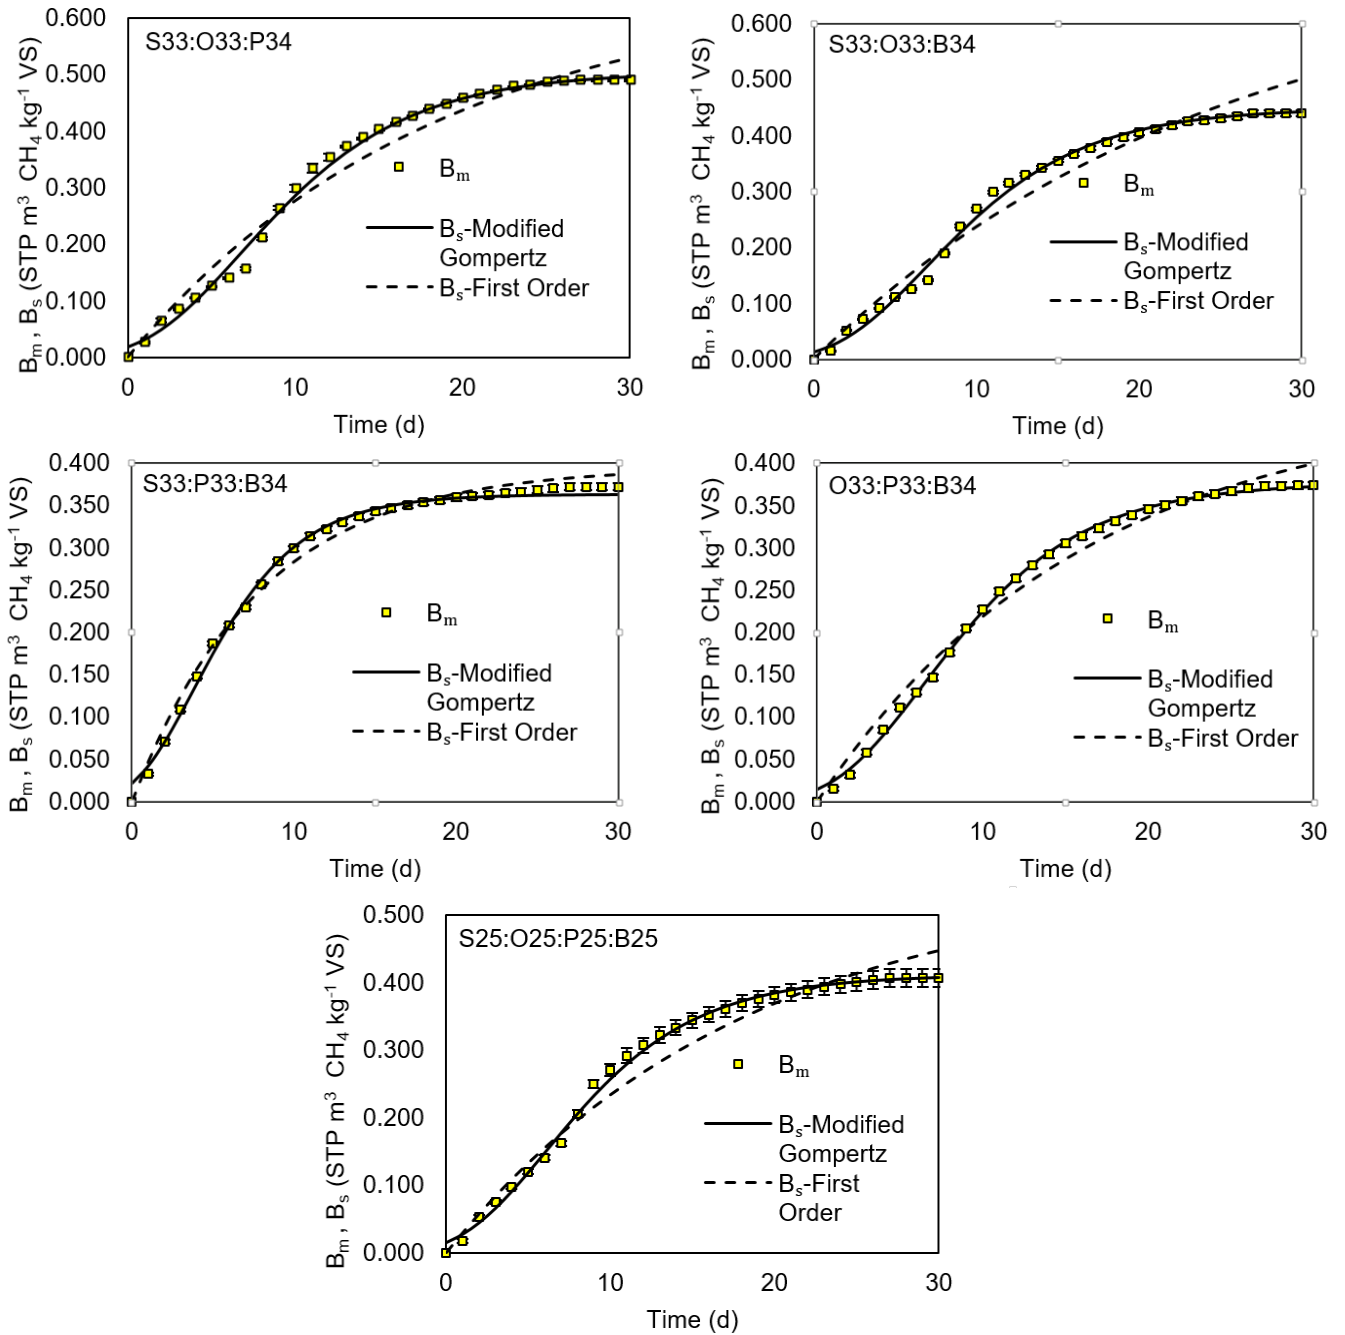 S33:O33:P34
0.600
0.500
0.400
0.300
0.200
0.100
0.000
Bm , Bs (STP m3 CH4 kg-1 VS)
Bm
Bs-Modified
Gompertz
Bs-First Order
0 10 20 30
Time (d)
S33:O33:B34
0.600
0.500
0.400
0.300
0.200
0.100
0.000
Bm , Bs (STP m3 CH4 kg-1 VS)
Bm
Bs-Modified
Gompertz
Bs-First Order
0 10 20 30
Time (d)
S33:P33:B34
0.400
0.350
0.300
0.250
0.200
0.150
0.100
0.050
0.000
Bm , Bs (STP m3 CH4 kg-1 VS)
Bm
Bs-Modified
Gompertz
Bs-First Order
0 10 20 30
Time (d)
O33:P33:B34
0.400
0.350
0.300
0.250
0.200
0.150
0.100
0.050
0.000
Bm , Bs (STP m3 CH4 kg-1 VS)
Bm
Bs-Modified
Gompertz
Bs-First Order
0 10 20 30
Time (d)
S25:O25:P25:B25
0.500
0.400
0.300
0.200
0.100
0.000
Bm , Bs (STP m3 CH4 kg-1 VS)
Bm
Bs-Modified
Gompertz
Bs-First
Order
0 10 20 30
Time (d)